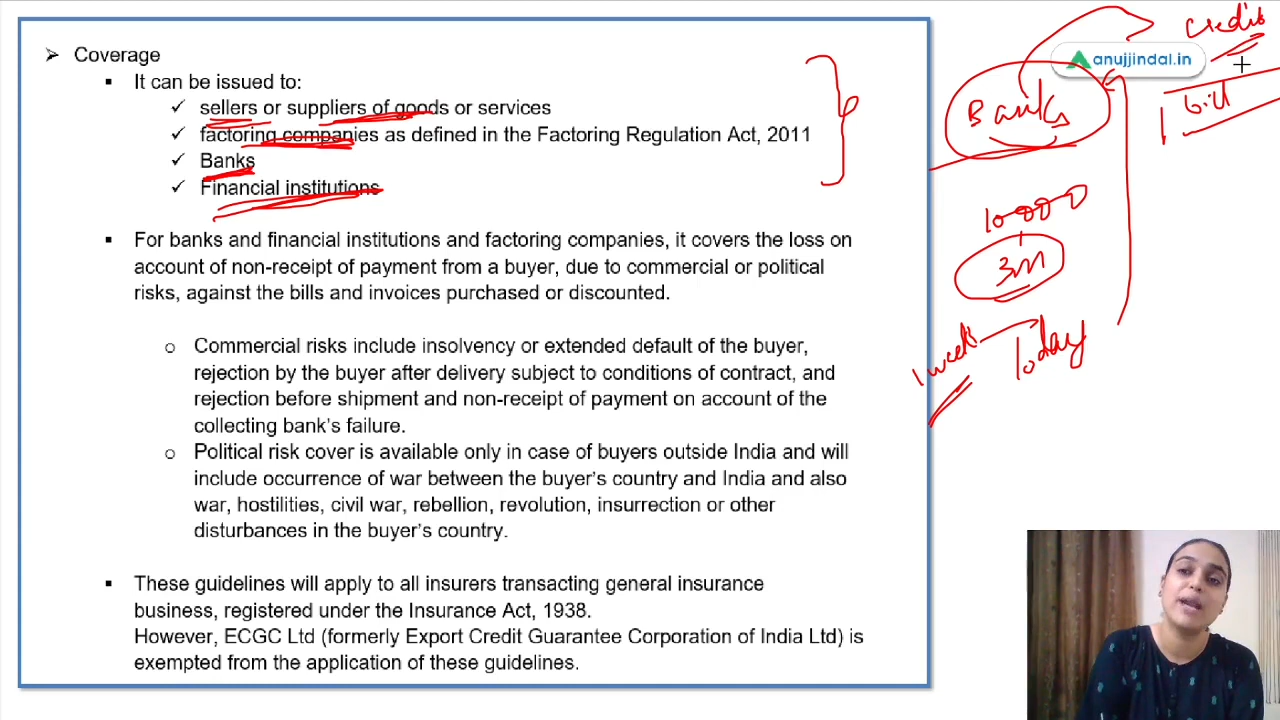 Coverage
It can be issued to:
sellers or suppliers of goods or services
factoring companies as defined in the Factoring Regulation Act, 2011
Banks
Financial institutions
For banks and financial institutions and factoring companies, it covers the loss on
account of non-receipt of payment from a buyer, due to commercial or political
risks, against the bills and invoices purchased or discounted.
Commercial risks include insolvency or extended default of the buyer,
rejection by the buyer after delivery subject to conditions of contract, and
rejection before shipment and non-receipt of payment on account of the
collecting bank's failure.
Political risk cover is available only in case of buyers outside India and will
include occurrence of war between the buyer's country and India and also
war, hostilities, civil war, rebellion, revolution, insurrection or other
disturbances in the buyer's country.
These guidelines will apply to all insurers transacting general insurance
business, registered under the Insurance Act, 1938.
However, ECGC Ltd (formerly Export Credit Guarantee Corporation of India Ltd) is
exempted from the application of these guidelines.
credit
anujjindal.in
bill
Banks
10000
3m
1 week
Today